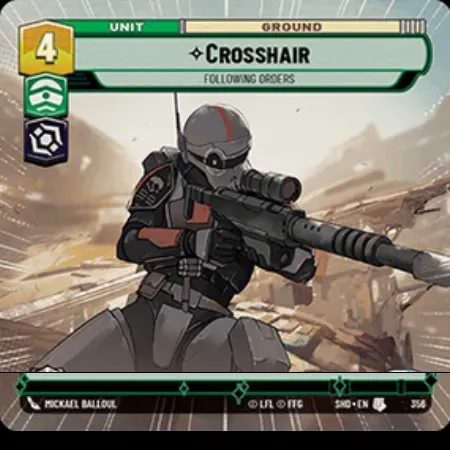 UNIT
GROUND
4
CROSSHAIR
FOLLOWING ORDERS
MICKAEL BALLOUL
© LFL © FFG
SHD • EN
356